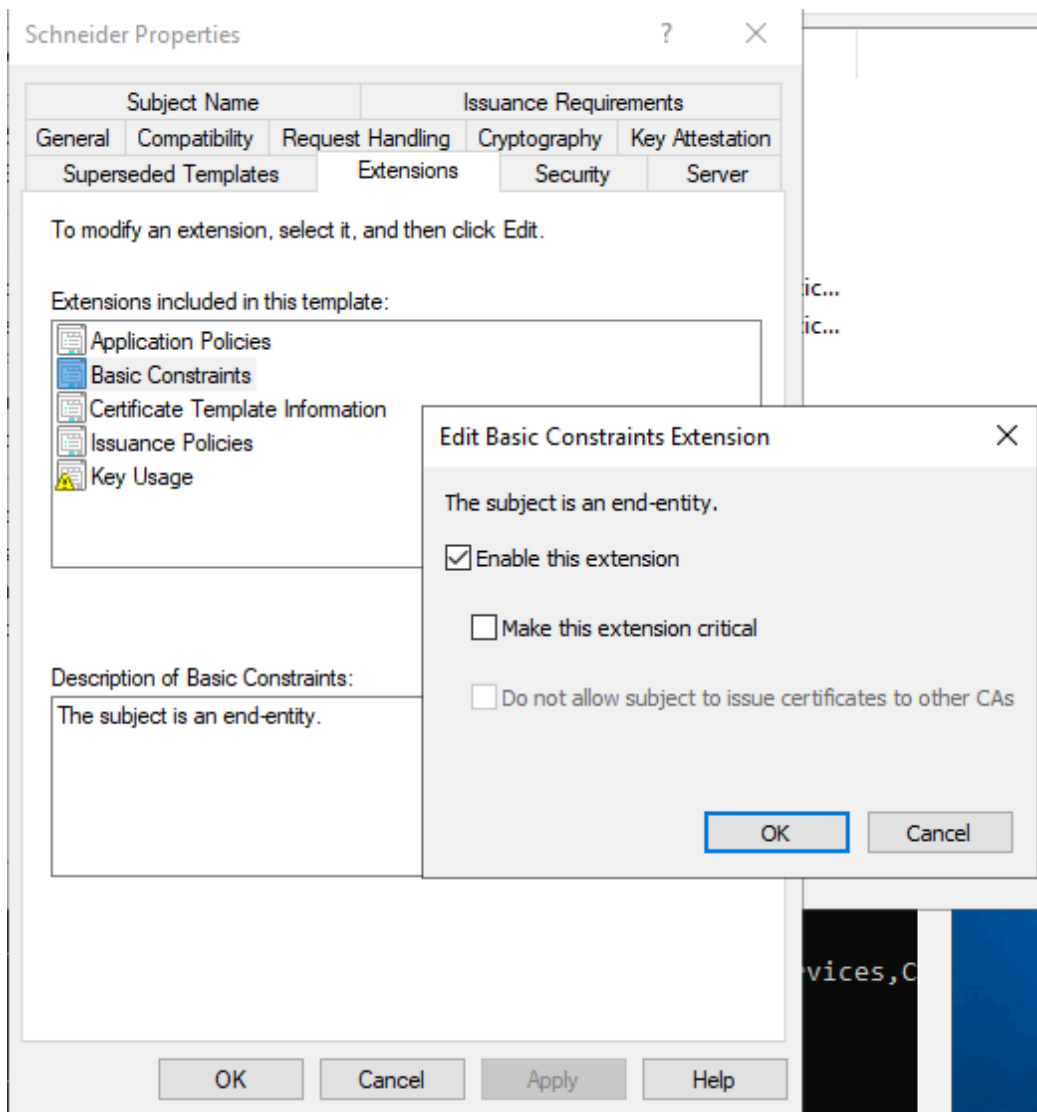 Schneider Properties
?
Subject Name
Issuance Requirements
General
Compatibility
Request Handling
Cryptography
Key Attestation
Superseded Templates
Extensions
Security
Server
To modify an extension, select it, and then click Edit.
Extensions included in this template:
Application Policies
Basic Constraints
Certificate Template Information
Issuance Policies
Key Usage
ic...
ic...
Edit Basic Constraints Extension
The subject is an end-entity.
Enable this extension
Make this extension critical
Do not allow subject to issue certificates to other CAs
OK
Cancel
Description of Basic Constraints:
The subject is an end-entity.
vices,C
OK
Cancel
Apply
Help